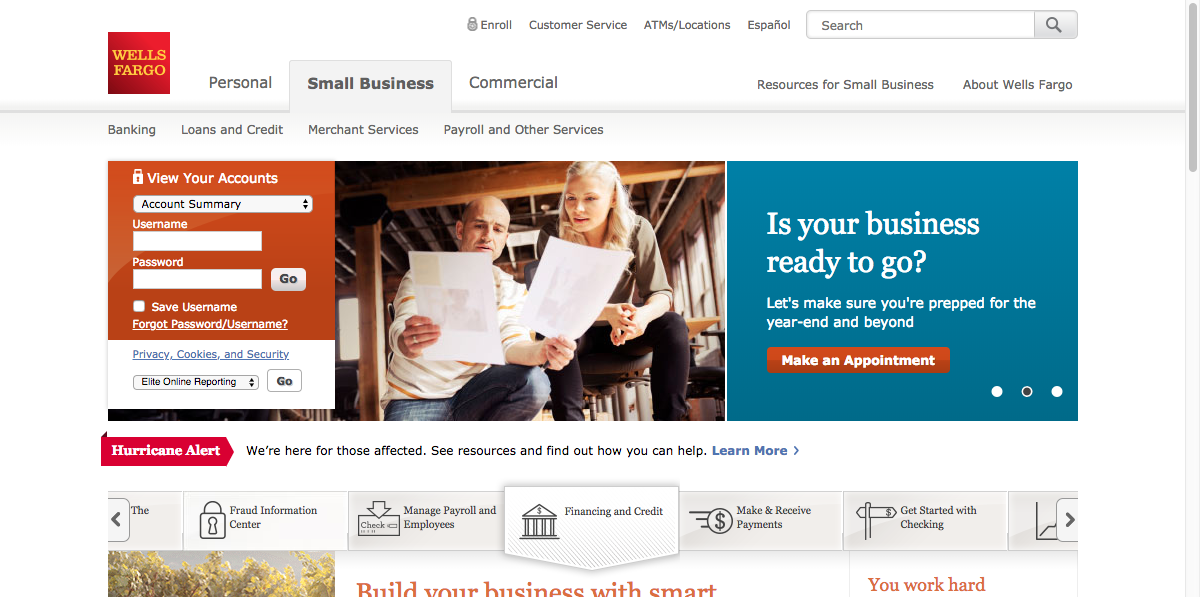 Enroll Customer Service ATMs/Locations Español Search
WELLS
FARGO
Personal Small Business Commercial
Resources for Small Business About Wells Fargo
Banking Loans and Credit Merchant Services Payroll and Other Services
View Your Accounts
Account Summary
Username
Password
Go
Save Username
Forgot Password/Username?
Privacy, Cookies, and Security
Elite Online Reporting Go
Is your business
ready to go?
Let's make sure you're prepped for the
year-end and beyond
Make an Appointment
Hurricane Alert We're here for those affected. See resources and find out how you can help. Learn More
The
Fraud Information
Center
Check
Manage Payroll and
Employees
Financing and Credit
Make & Receive
Payments
Get Started with
Checking
Build your business with smart
You work hard